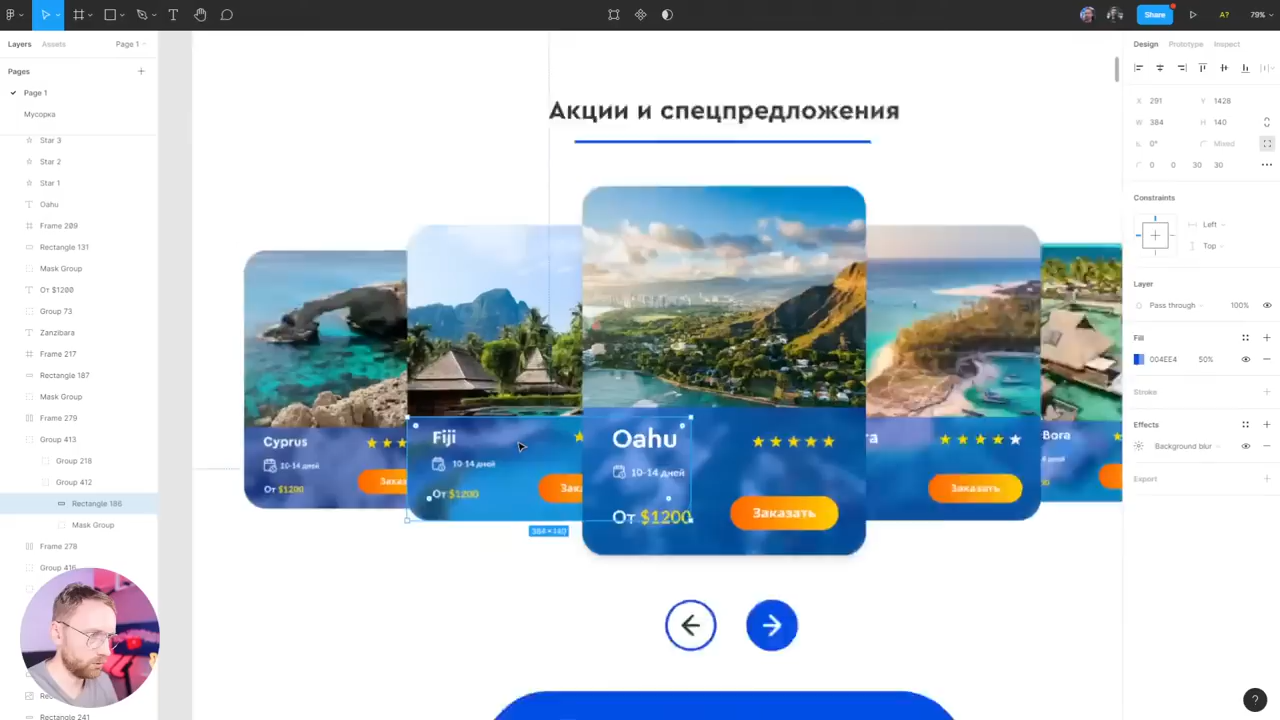 Share
A?
79%
Layers
Assets
Page 1
Pages
Page 1
Мусорка
Star 3
Star 2
Star 1
Oahu
Frame 209
Rectangle 131
Mask Group
От $1200
Group 73
Zanzibara
Frame 217
Rectangle 187
Mask Group
Frame 279
Group 413
Group 218
Group 412
Rectangle 186
Mask Group
Frame 278
Group 416
Rectangle 241
Акции и спецпредложения
Cyprus
10-14 дней
От $1200
Fiji
10-14 дней
От $1200
Oahu
10-14 дней
От $1200
Заказать
Заказать
Bora
384 × 140
Design
Prototype
Inspect
X 291
Y 1428
W 384
H 140
0°
Mixed
0 0 30 30
Constraints
Left
Top
Layer
Pass through
100%
Fill
004EE4
50%
Stroke
Effects
Background blur
Export
?